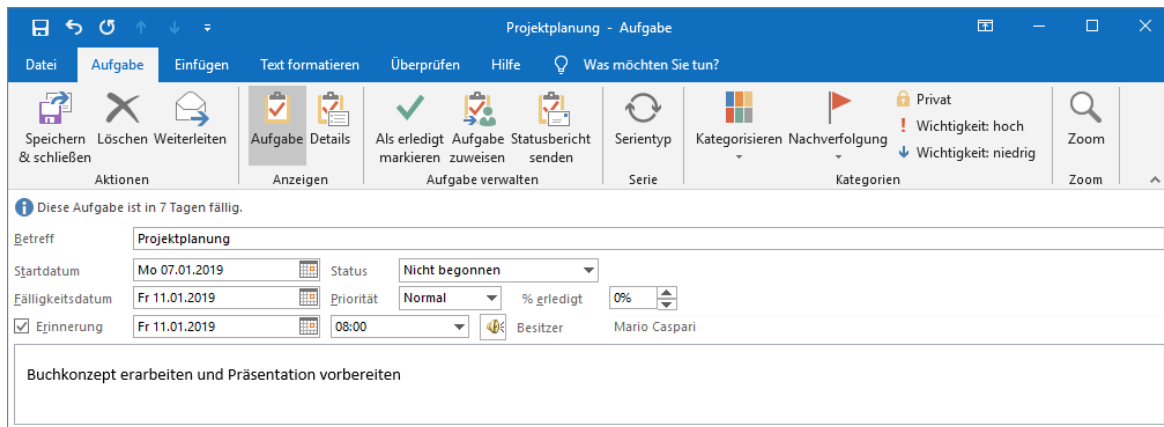 Projektplanung - Aufgabe
Datei Aufgabe Einfügen Text formatieren Überprüfen Hilfe Was möchten Sie tun?
Speichern & schließen
Löschen
Weiterleiten
Aktionen
Aufgabe
Details
Anzeigen
Als erledigt markieren
Aufgabe zuweisen
Statusbericht senden
Aufgabe verwalten
Serientyp
Serie
Kategorisieren
Nachverfolgung
Privat
Wichtigkeit: hoch
Wichtigkeit: niedrig
Kategorien
Zoom
Zoom
Diese Aufgabe ist in 7 Tagen fällig.
Betreff Projektplanung
Startdatum Mo 07.01.2019 Status Nicht begonnen
Fälligkeitsdatum Fr 11.01.2019 Priorität Normal % erledigt 0%
Erinnerung Fr 11.01.2019 08:00 Besitzer Mario Caspari
Buchkonzept erarbeiten und Präsentation vorbereiten